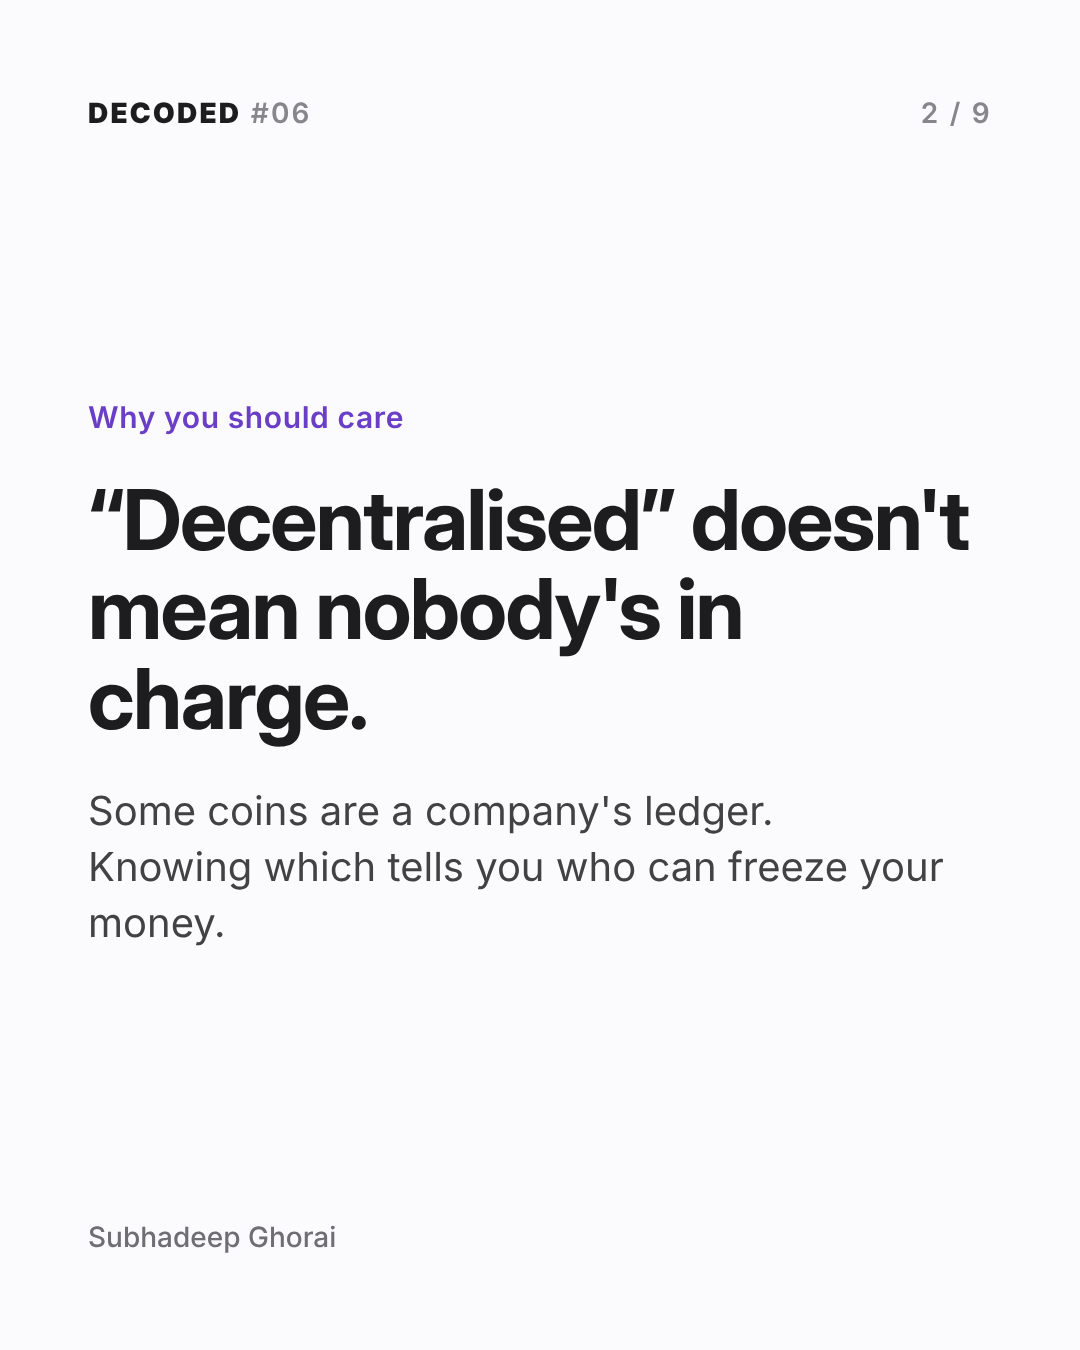 DECODED #06
2 / 9
Why you should care
“Decentralised” doesn't
mean nobody's in
charge.
Some coins are a company's ledger.
Knowing which tells you who can freeze your
money.
Subhadeep Ghorai